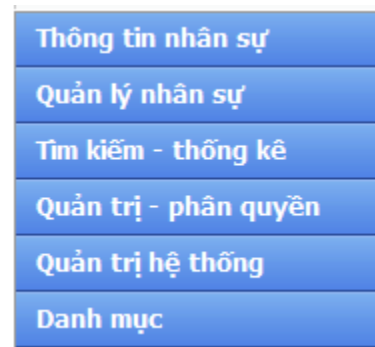 Thông tin nhân sự
Quản lý nhân sự
Tìm kiếm - thống kê
Quản trị - phân quyền
Quản trị hệ thống
Danh mục